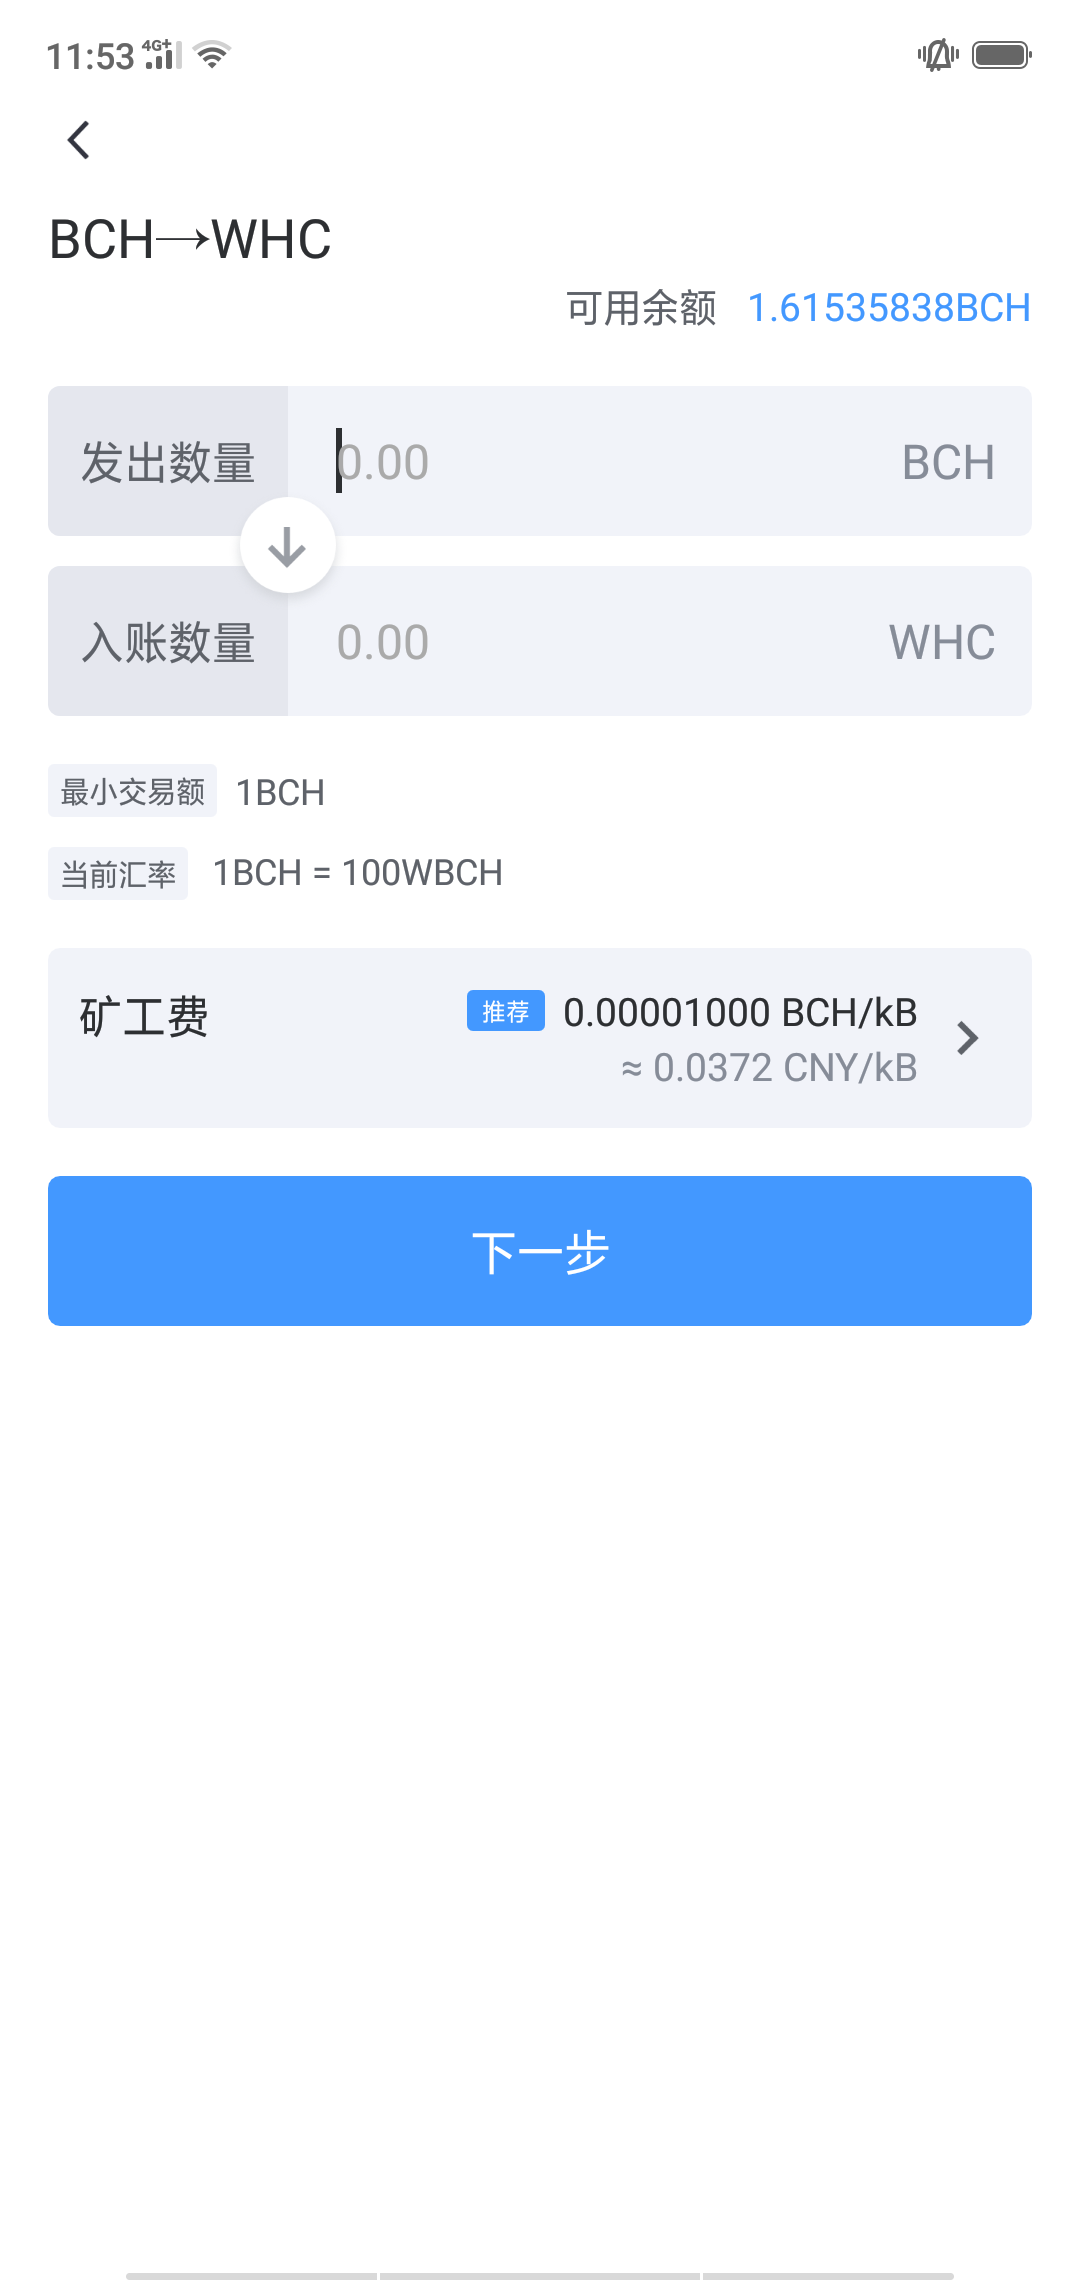 11:53 4G+
BCH→WHC
可用余额 1.61535838BCH
发出数量 0.00 BCH
入账数量 0.00 WHC
最小交易额 1BCH
当前汇率 1BCH = 100WBCH
矿工费 推荐 0.00001000 BCH/kB
≈ 0.0372 CNY/kB
下一步